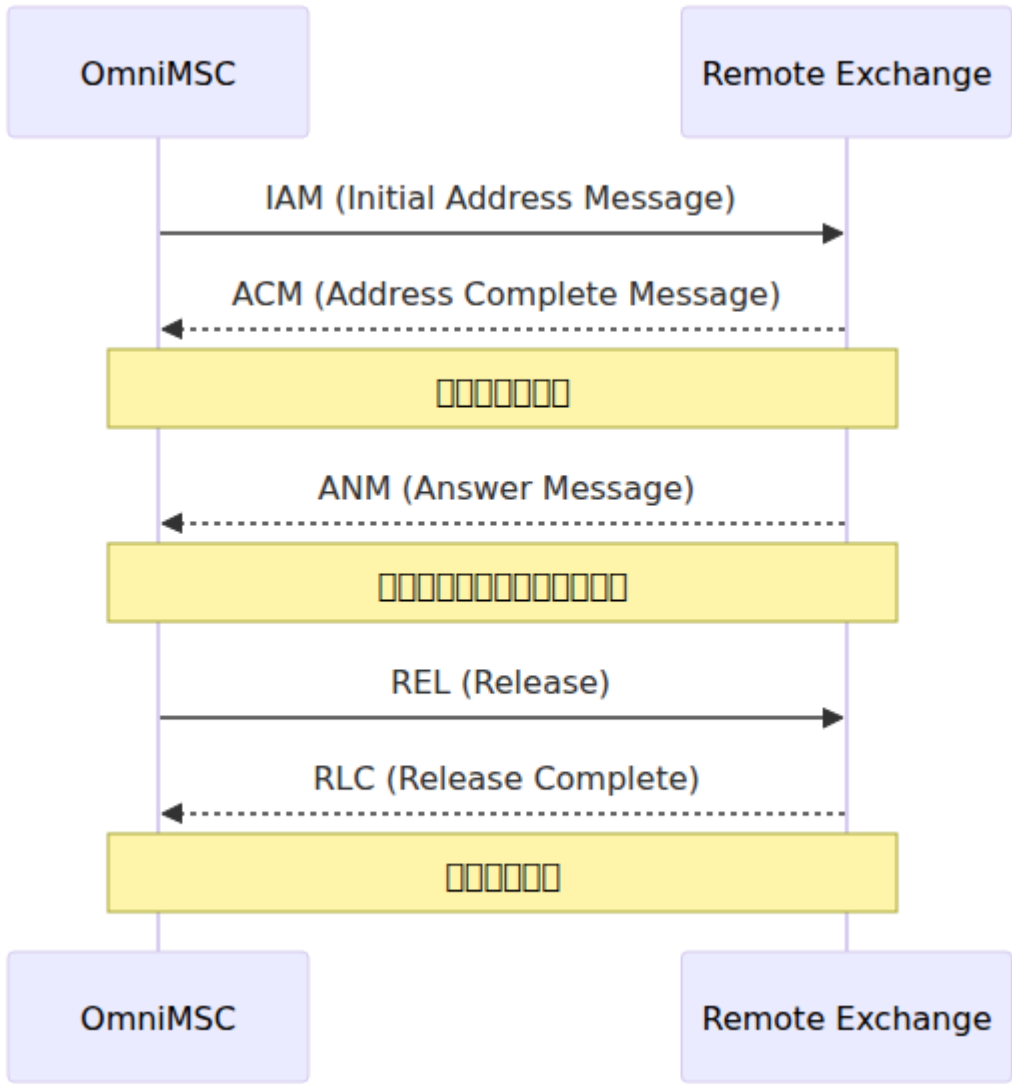 OmniMSC
Remote Exchange
IAM (Initial Address Message)
ACM (Address Complete Message)
ANM (Answer Message)
REL (Release)
RLC (Release Complete)
OmniMSC
Remote Exchange